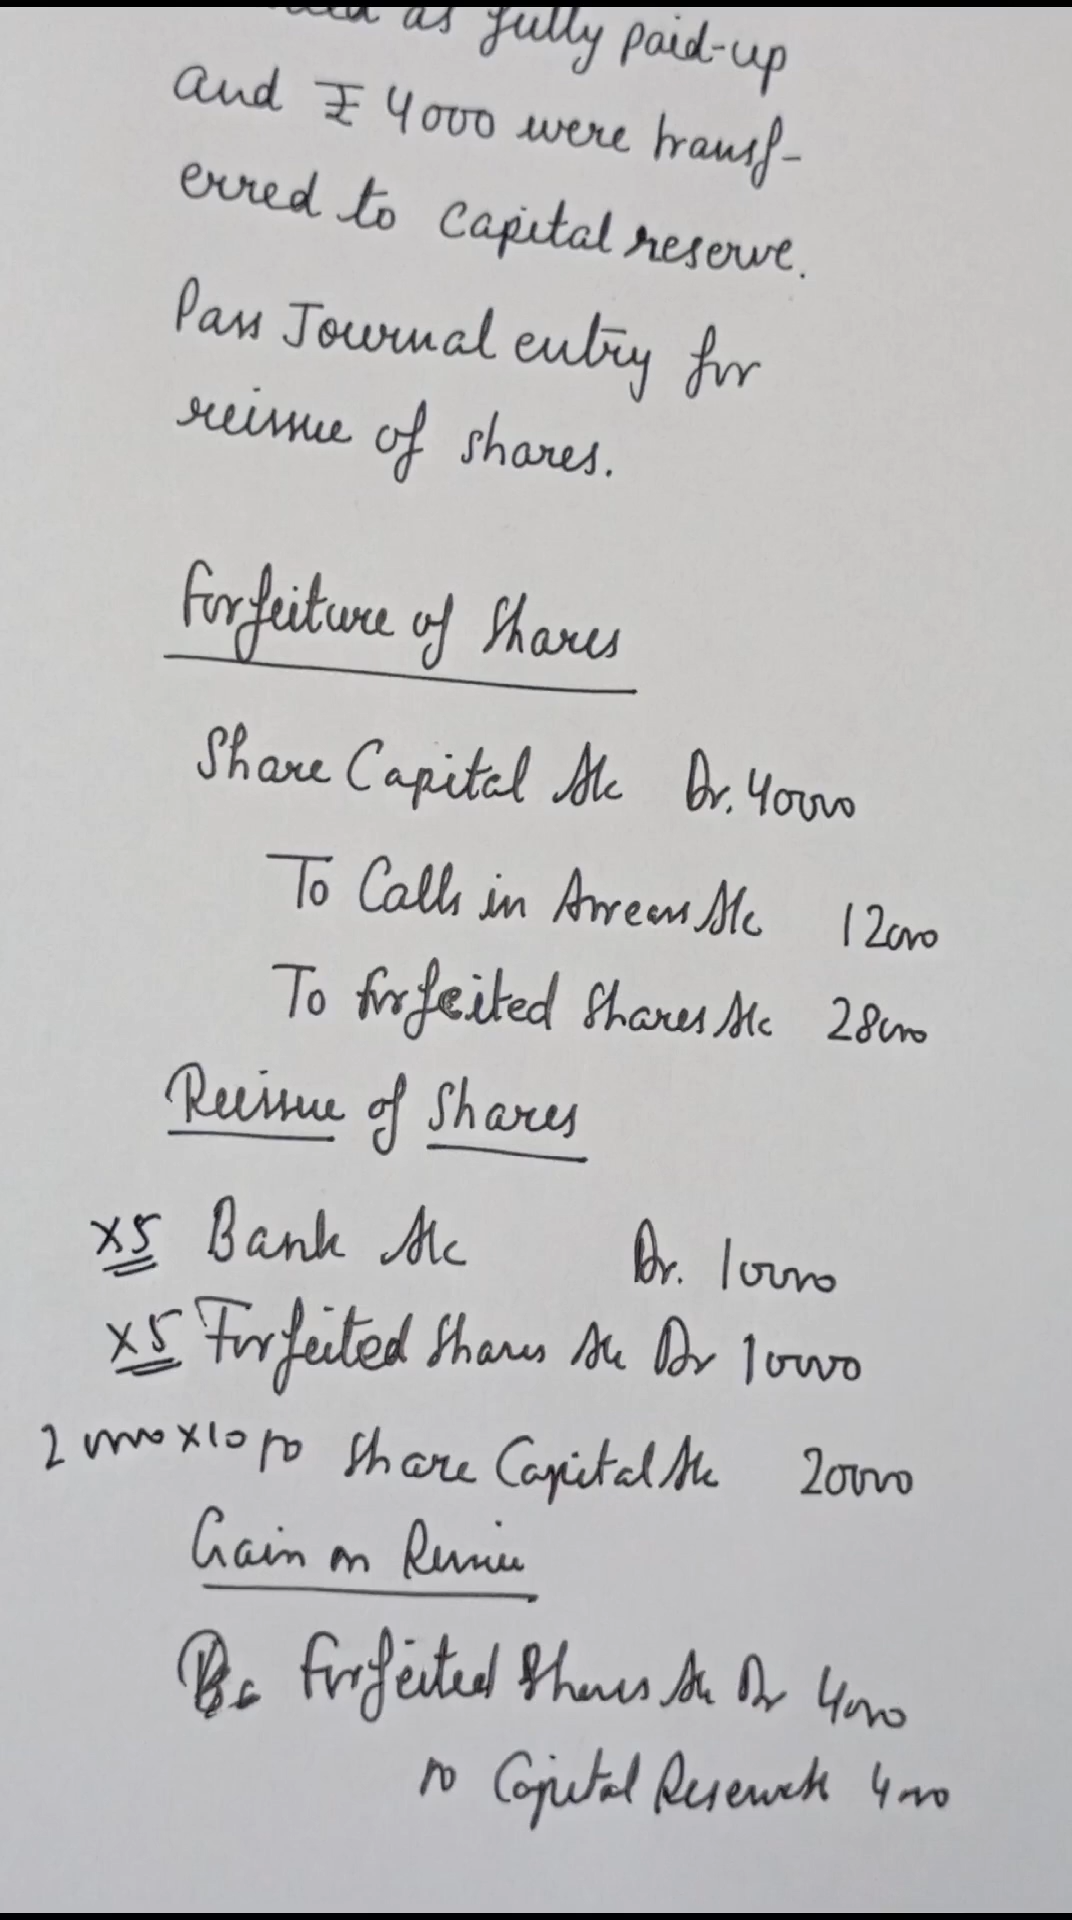 as fully paid-up
and ₹ 4000 were transf-
erred to Capital reserve.
Pass Journal entry for
reissue of shares.
Forfeiture of Shares
Share Capital A/c Dr. 40000
To Calls in Arrears A/c 12000
To forfeited Shares A/c 28000
Reissue of Shares
x5 Bank A/c Dr. 10000
x5 Forfeited Shares A/c Dr 10000
2000x10 to Share Capital A/c 20000
Gain on Reissue
Forfeited Shares A/c Dr 4000
to Capital Reserve 4000